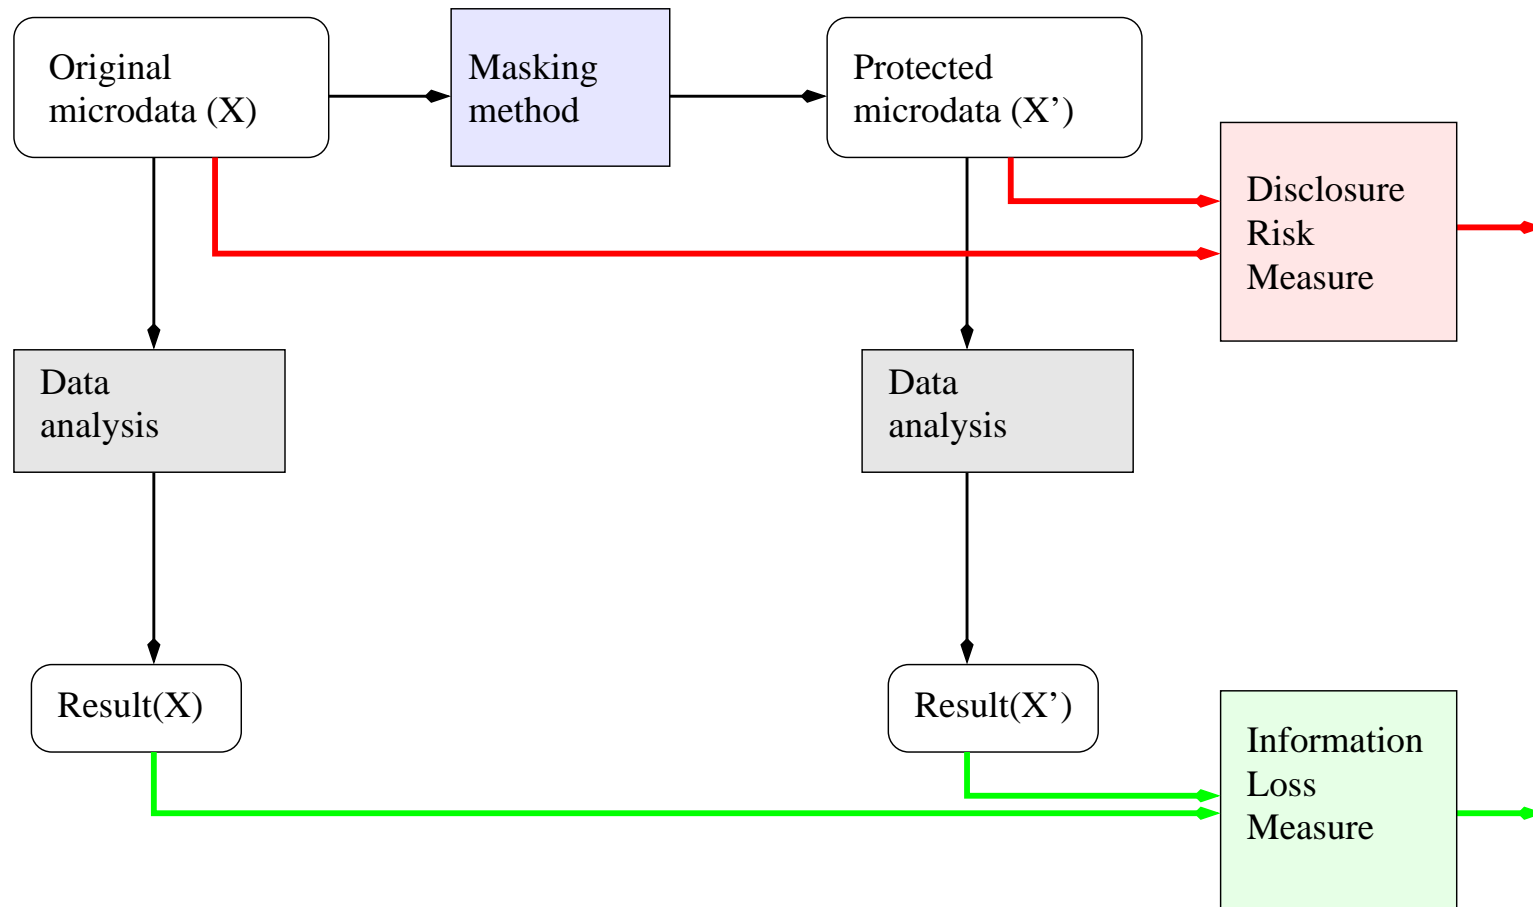 Original
microdata (X)
Masking
method
Protected
microdata (X’)
Disclosure
Risk
Measure
Data
analysis
Data
analysis
Result(X)
Result(X’)
Information
Loss
Measure